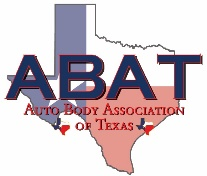 ABAT
Auto Body Association
of Texas